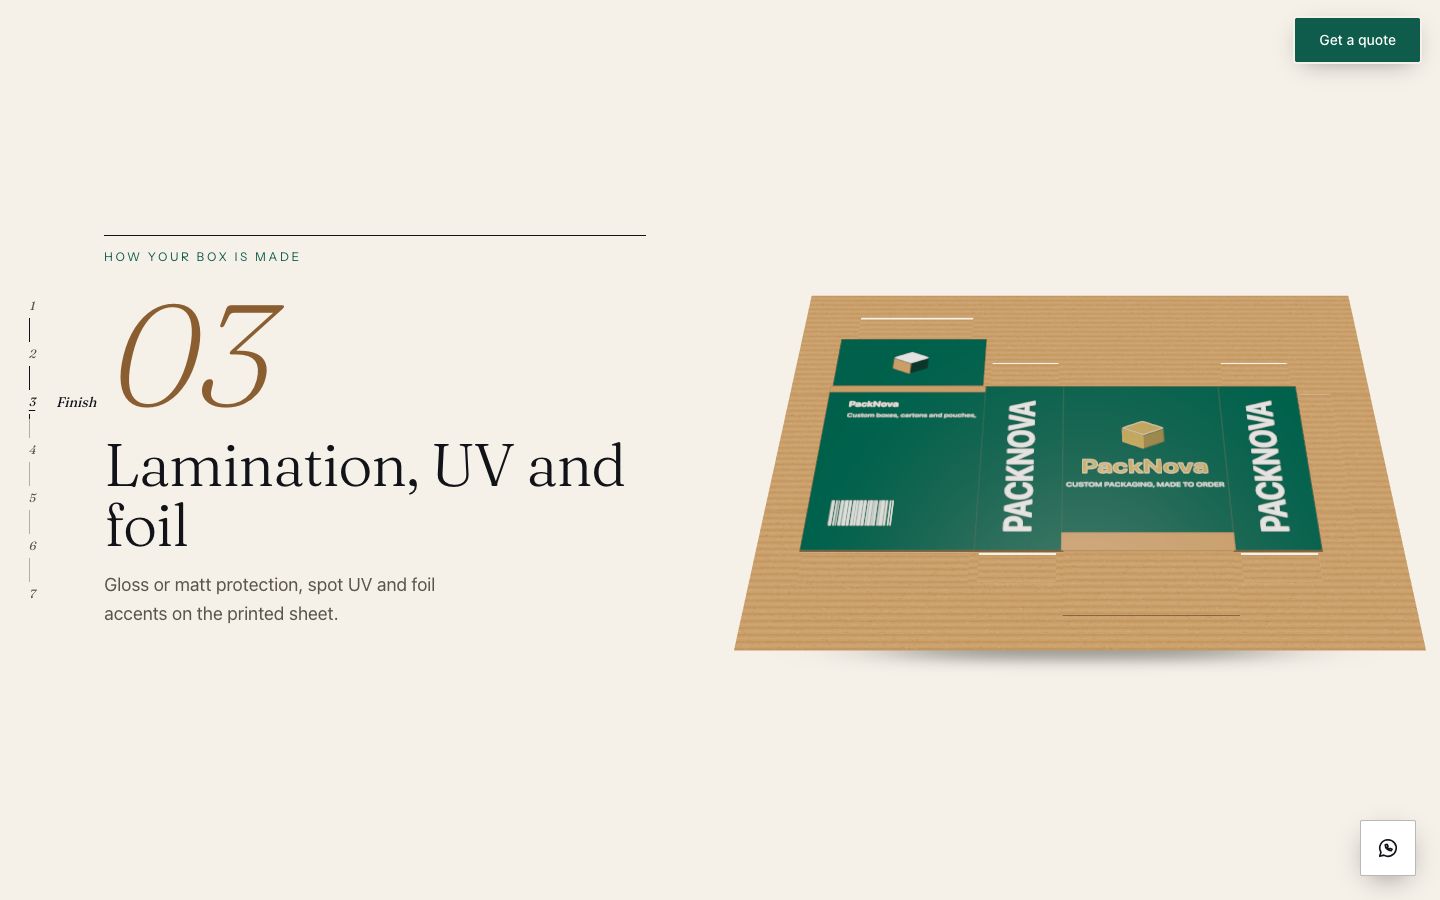 Get a quote
HOW YOUR BOX IS MADE
1
2
3 Finish
4
5
6
7
03
Lamination, UV and
foil
Gloss or matt protection, spot UV and foil
accents on the printed sheet.
PackNova
Custom boxes, cartons and pouches,
PACKNOVA
PackNova
CUSTOM PACKAGING, MADE TO ORDER
PACKNOVA